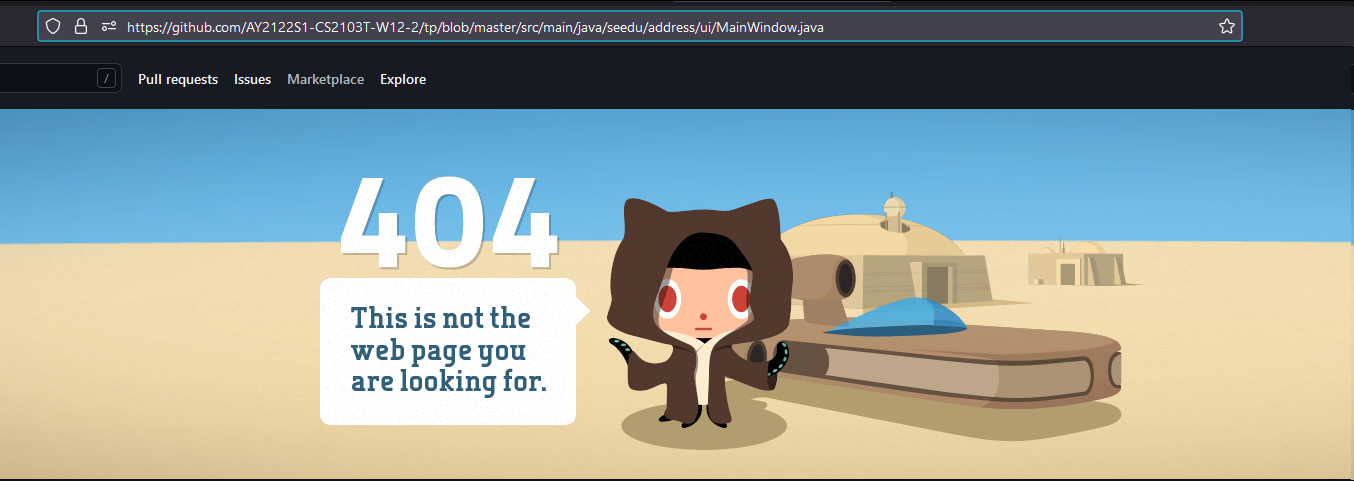 https://github.com/AY2122S1-CS2103T-W12-2/tp/blob/master/src/main/java/seedu/address/ui/MainWindow.java
/ Pull requests Issues Marketplace Explore
404
This is not the
web page you
are looking for.